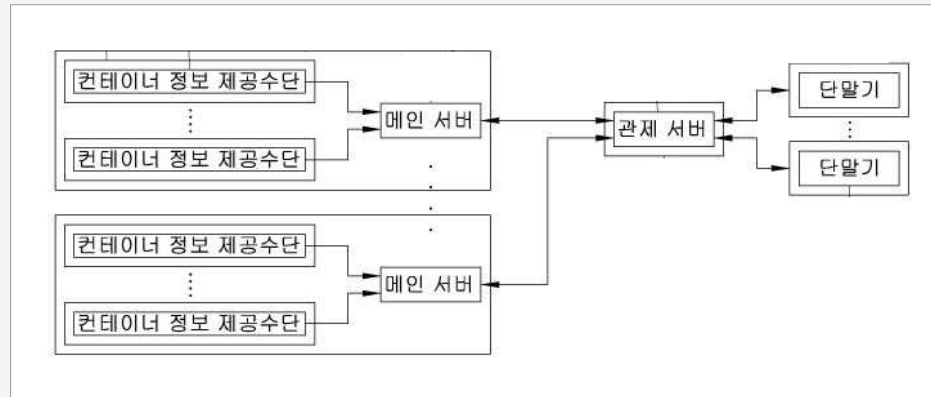 컨테이너 정보 제공수단
컨테이너 정보 제공수단
메인 서버
컨테이너 정보 제공수단
컨테이너 정보 제공수단
메인 서버
관제 서버
단말기
단말기